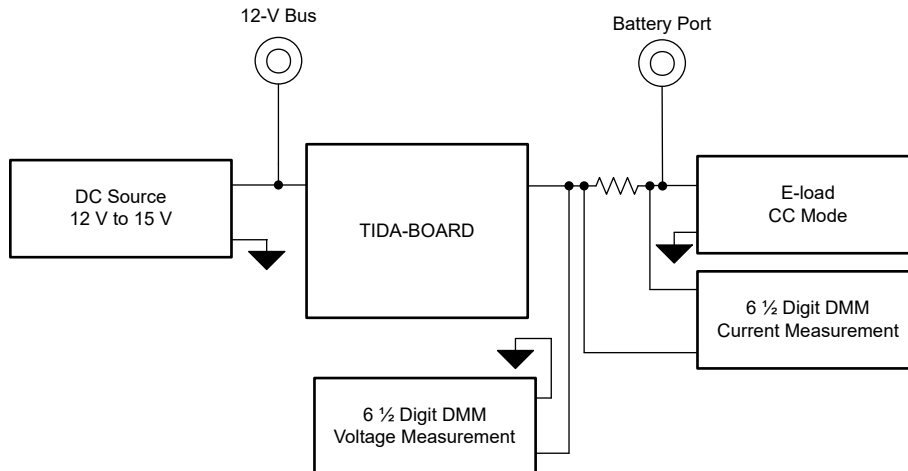 12-V Bus
Battery Port
DC Source
12 V to 15 V
TIDA-BOARD
E-load
CC Mode
6 ½ Digit DMM
Current Measurement
6 ½ Digit DMM
Voltage Measurement